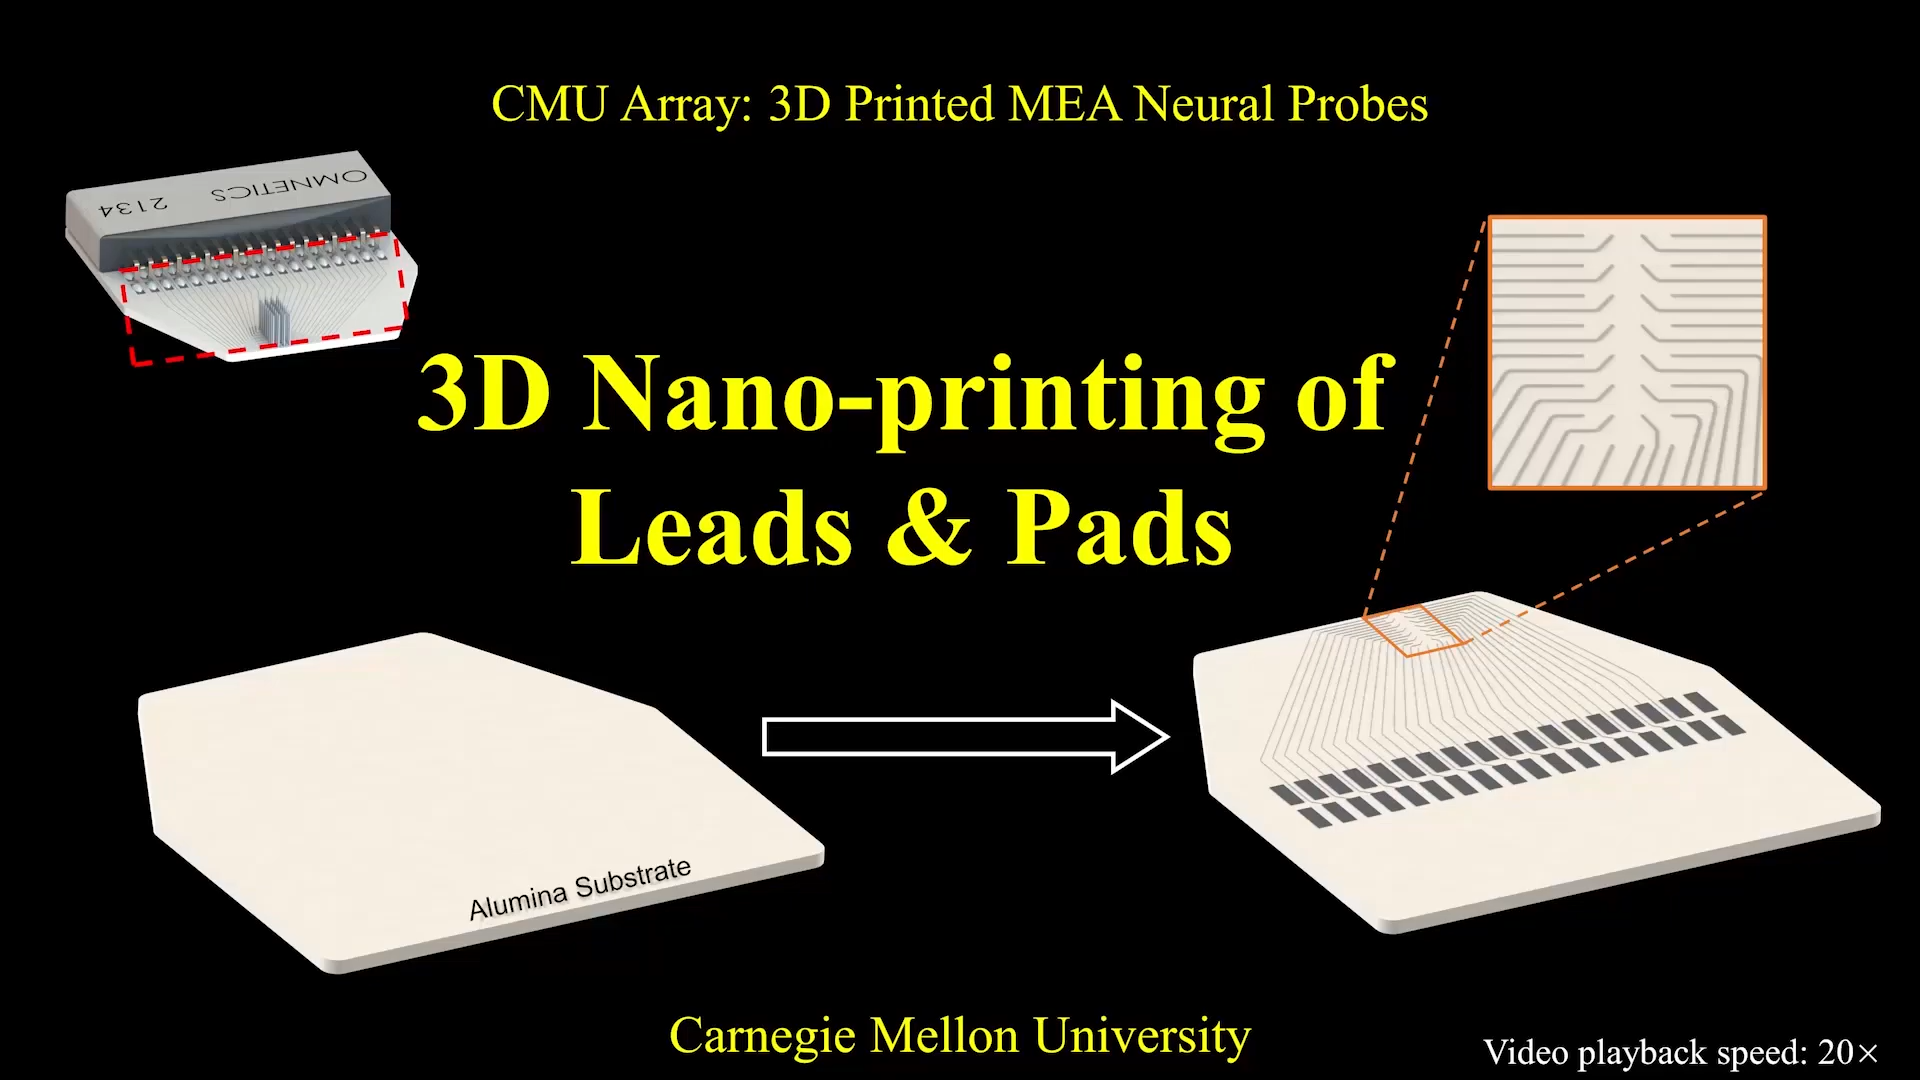 CMU Array: 3D Printed MEA Neural Probes
OMNETICS 2134
3D Nano-printing of
Leads & Pads
Alumina Substrate
Carnegie Mellon University
Video playback speed: 20×